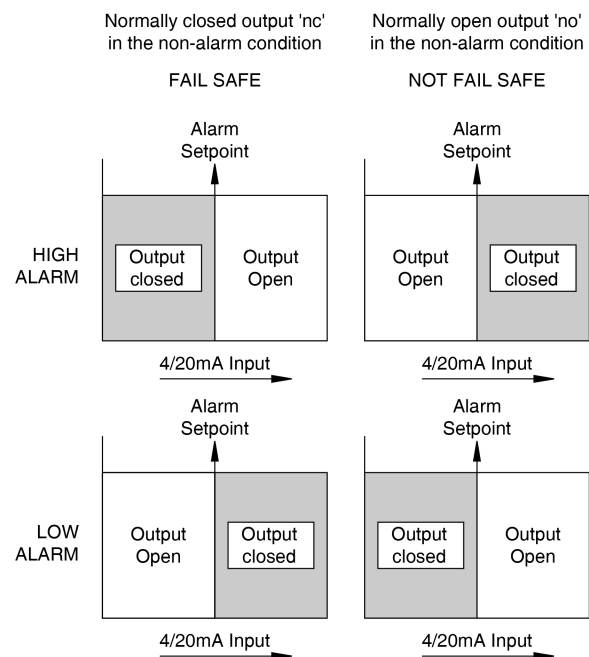 Normally closed output 'nc'
in the non-alarm condition
FAIL SAFE
Normally open output 'no'
in the non-alarm condition
NOT FAIL SAFE
HIGH
ALARM
Alarm
Setpoint
Output
closed
Output
Open
4/20mA Input
Alarm
Setpoint
Output
Open
Output
closed
4/20mA Input
LOW
ALARM
Alarm
Setpoint
Output
Open
Output
closed
4/20mA Input
Alarm
Setpoint
Output
closed
Output
Open
4/20mA Input